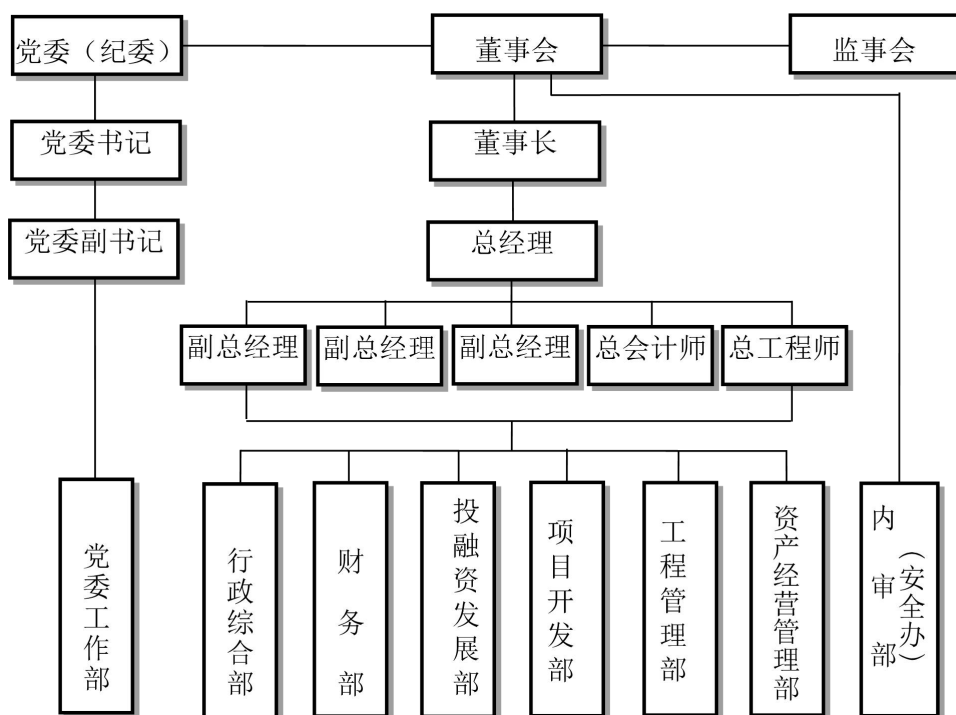 党委（纪委）
董事会
监事会
党委书记
董事长
党委副书记
总经理
副总经理
副总经理
副总经理
总会计师
总工程师
党委工作部
行政综合部
财务部
投融资发展部
项目开发部
工程管理部
资产经营管理部
内审部
（安全办）